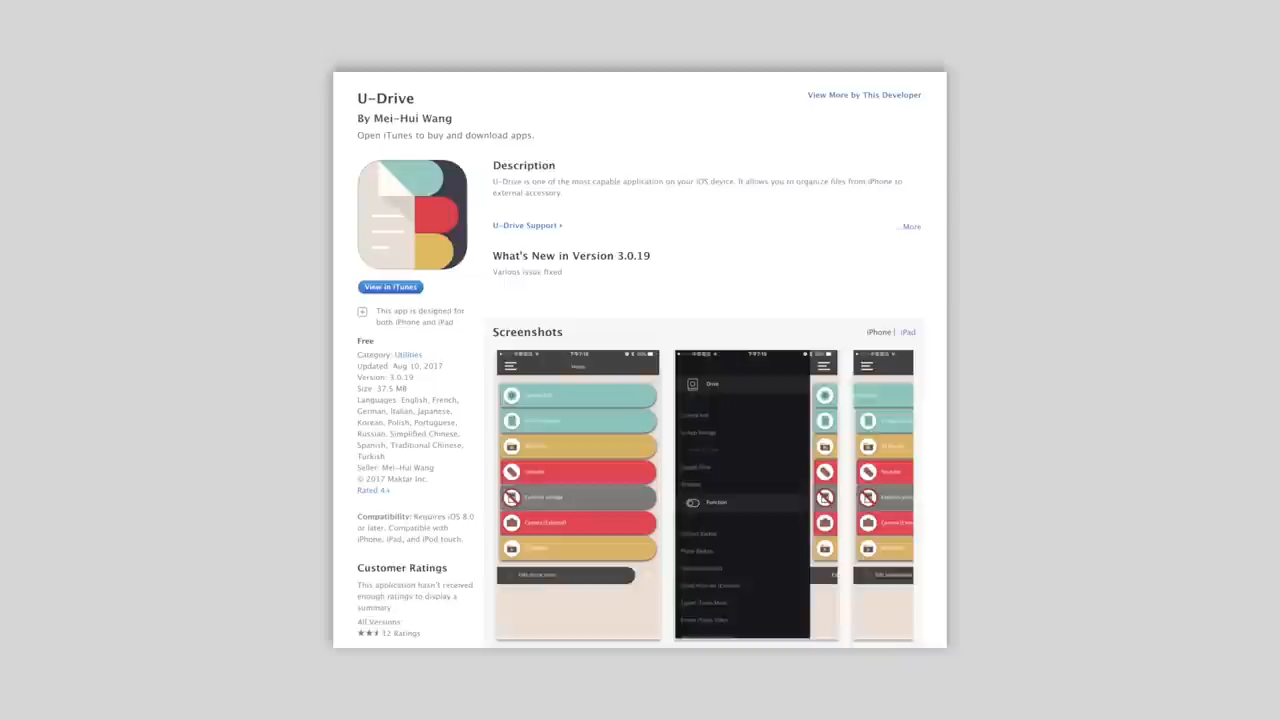 U-Drive
View More by This Developer
By Mei-Hui Wang
Open iTunes to buy and download apps.
Description
U-Drive is one of the most capable application on your iOS device. It allows you to organize files from iPhone to
external accessory.
U-Drive Support
...More
What's New in Version 3.0.19
Various issue fixed
View in iTunes
This app is designed for
both iPhone and iPad
Free
Category: Utilities
Updated: Aug 10, 2017
Version: 3.0.19
Size: 37.5 MB
Languages: English, French,
German, Italian, Japanese,
Korean, Polish, Portuguese,
Russian, Simplified Chinese,
Spanish, Traditional Chinese,
Turkish
Seller: Mei-Hui Wang
© 2017 Maktar Inc.
Rated 4+
Compatibility: Requires iOS 8.0
or later. Compatible with
iPhone, iPad, and iPod touch.
Customer Ratings
This application hasn't received
enough ratings to display a
summary.
All Versions:
12 Ratings
Screenshots
iPhone | iPad
Drive
Function
External storage
Camera (External)